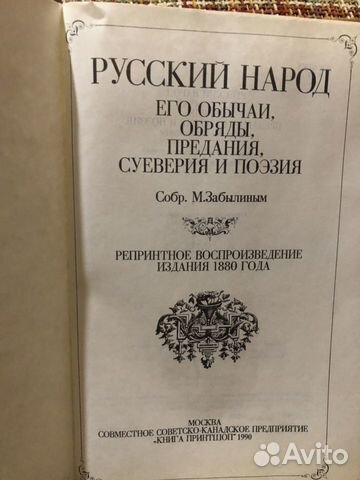 РУССКИЙ НАРОД
ЕГО ОБЫЧАИ,
ОБРЯДЫ,
ПРЕДАНИЯ,
СУЕВЕРИЯ И ПОЭЗИЯ
Собр. М.Забылиным
РЕПРИНТНОЕ ВОСПРОИЗВЕДЕНИЕ
ИЗДАНИЯ 1880 ГОДА
МОСКВА
СОВМЕСТНОЕ СОВЕТСКО-КАНАДСКОЕ ПРЕДПРИЯТИЕ
„КНИГА ПРИНТШОП" 1990
Avito